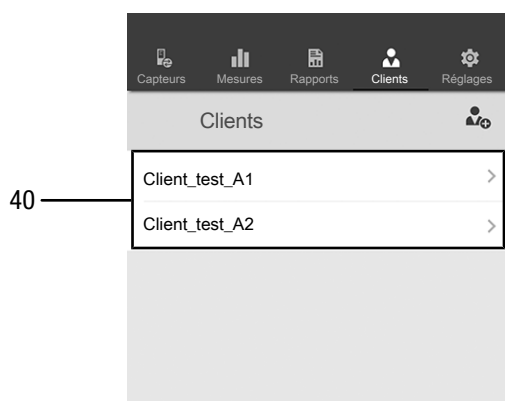 Capteurs Mesures Rapports Clients Réglages
Clients
Client_test_A1
40
Client_test_A2